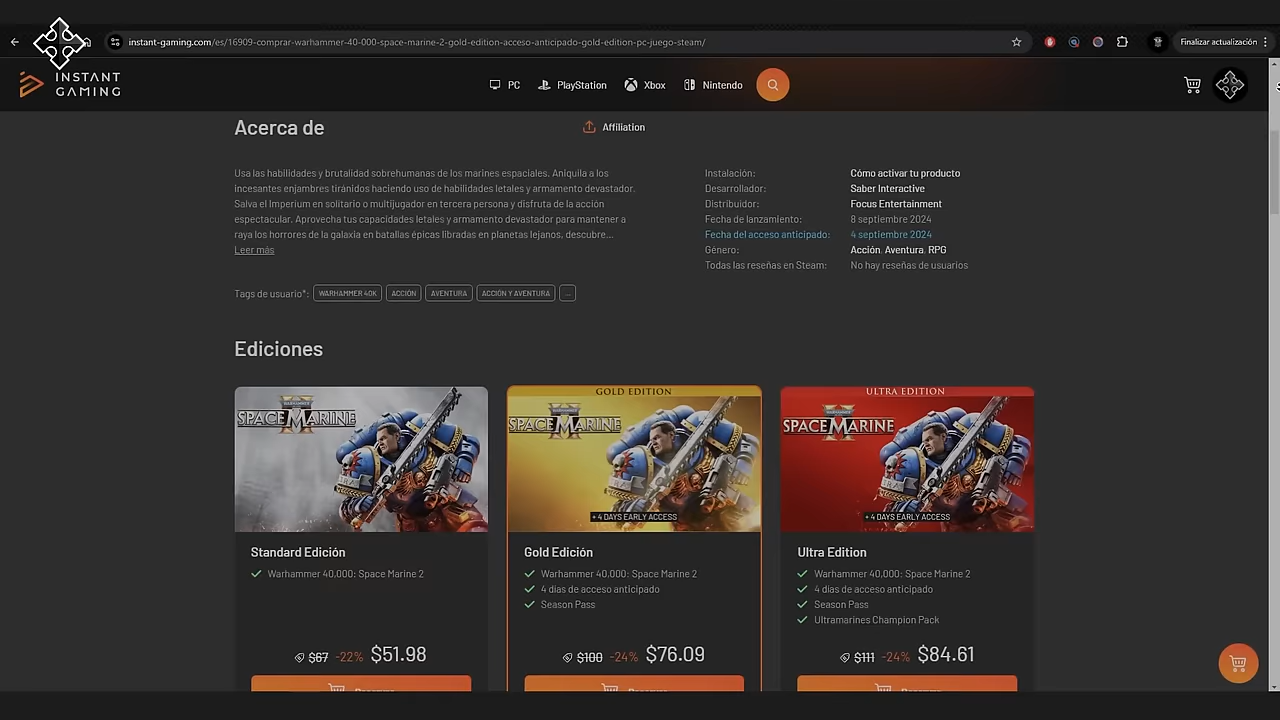 instant-gaming.com/es/16909-comprar-warhammer-40-000-space-marine-2-gold-edition-acceso-anticipado-gold-edition-pc-juego-steam/
Finalizar actualización
INSTANT GAMING
PC
PlayStation
Xbox
Nintendo
Acerca de
Affiliation
Usa las habilidades y brutalidad sobrehumanas de los marines espaciales. Aniquila a los
incesantes enjambres tiránidos haciendo uso de habilidades letales y armamento devastador.
Salva el Imperium en solitario o multijugador en tercera persona y disfruta de la acción
espectacular. Aprovecha tus capacidades letales y armamento devastador para mantener a
raya los horrores de la galaxia en batallas épicas libradas en planetas lejanos, descubre...
Leer más
Instalación: Cómo activar tu producto
Desarrollador: Saber Interactive
Distribuidor: Focus Entertainment
Fecha de lanzamiento: 8 septiembre 2024
Fecha del acceso anticipado: 4 septiembre 2024
Género: Acción, Aventura, RPG
Todas las reseñas en Steam: No hay reseñas de usuarios
Tags de usuario*: WARHAMMER 40K ACCIÓN AVENTURA ACCIÓN Y AVENTURA ...
Ediciones
WARHAMMER
SPACE MARINE II
Standard Edición
Warhammer 40,000: Space Marine 2
$67 -22% $51.98
GOLD EDITION
WARHAMMER
SPACE MARINE II
+ 4 DAYS EARLY ACCESS
Gold Edición
Warhammer 40,000: Space Marine 2
4 días de acceso anticipado
Season Pass
$100 -24% $76.09
ULTRA EDITION
WARHAMMER
SPACE MARINE II
+ 4 DAYS EARLY ACCESS
Ultra Edition
Warhammer 40,000: Space Marine 2
4 días de acceso anticipado
Season Pass
Ultramarines Champion Pack
$111 -24% $84.61